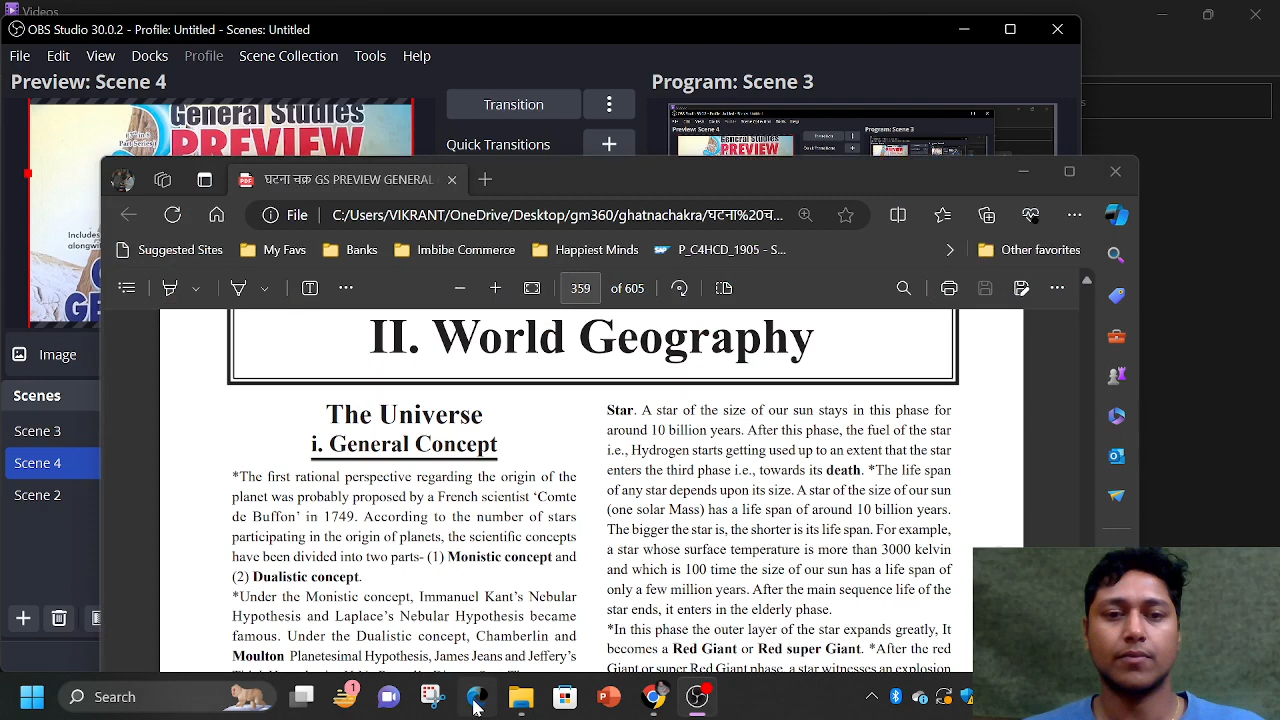 Videos
OBS Studio 30.0.2 - Profile: Untitled - Scenes: Untitled
File Edit View Docks Profile Scene Collection Tools Help
Preview: Scene 4
Program: Scene 3
General Studies
PREVIEW
Part Series
Transition
Quick Transitions
घटना चक्र GS PREVIEW GENERAL
File C:/Users/VIKRANT/OneDrive/Desktop/gm360/ghatnachakra/घटना%20च...
Suggested Sites My Favs Banks Imbibe Commerce Happiest Minds P_C4HCD_1905 - S... Other favorites
359 of 605
II. World Geography
The Universe
i. General Concept
*The first rational perspective regarding the origin of the
planet was probably proposed by a French scientist ‘Comte
de Buffon’ in 1749. According to the number of stars
participating in the origin of planets, the scientific concepts
have been divided into two parts- (1) Monistic concept and
(2) Dualistic concept.
*Under the Monistic concept, Immanuel Kant’s Nebular
Hypothesis and Laplace’s Nebular Hypothesis became
famous. Under the Dualistic concept, Chamberlin and
Moulton Planetesimal Hypothesis, James Jeans and Jeffery’s
Star. A star of the size of our sun stays in this phase for
around 10 billion years. After this phase, the fuel of the star
i.e., Hydrogen starts getting used up to an extent that the star
enters the third phase i.e., towards its death. *The life span
of any star depends upon its size. A star of the size of our sun
(one solar Mass) has a life span of around 10 billion years.
The bigger the star is, the shorter is its life span. For example,
a star whose surface temperature is more than 3000 kelvin
and which is 100 time the size of our sun has a life span of
only a few million years. After the main sequence life of the
star ends, it enters in the elderly phase.
*In this phase the outer layer of the star expands greatly, It
becomes a Red Giant or Red super Giant. *After the red
Giant or super Red Giant phase, a star witnesses an explosion
Image
Scenes
Scene 3
Scene 4
Scene 2
Search
1